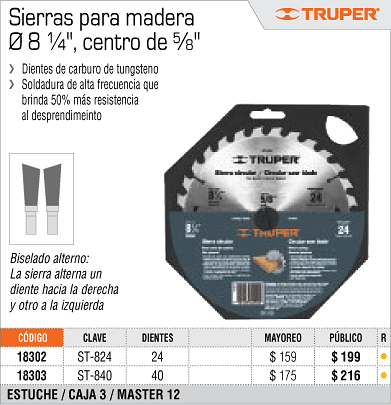 Sierras para madera
Ø 8 ¼", centro de ⅝"
TRUPER®
Dientes de carburo de tungsteno
Soldadura de alta frecuencia que
brinda 50% más resistencia
al desprendimeinto
TRUPER
Sierra circular / Circular saw blade
8 ¼"
5/8"
24
8 ¼"
TRUPER
24
Sierra circular
Circular saw blade
Biselado alterno:
La sierra alterna un
diente hacia la derecha
y otro a la izquierda
CÓDIGO CLAVE DIENTES MAYOREO PÚBLICO R
18302 ST-824 24 $ 159 $ 199
18303 ST-840 40 $ 175 $ 216
ESTUCHE / CAJA 3 / MASTER 12